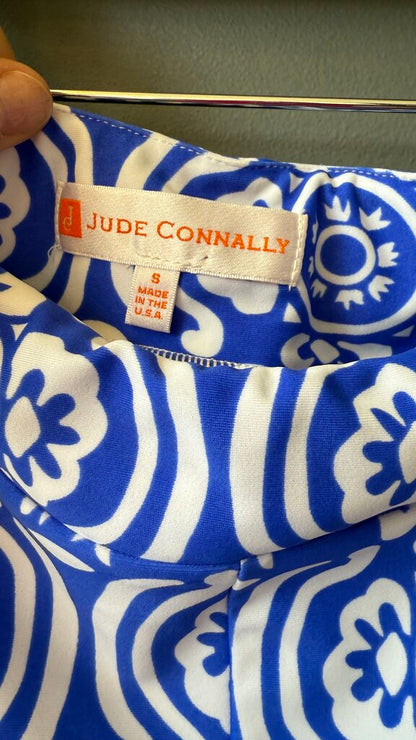 JUDE CONNALLY
S
MADE
IN THE
U.S.A.